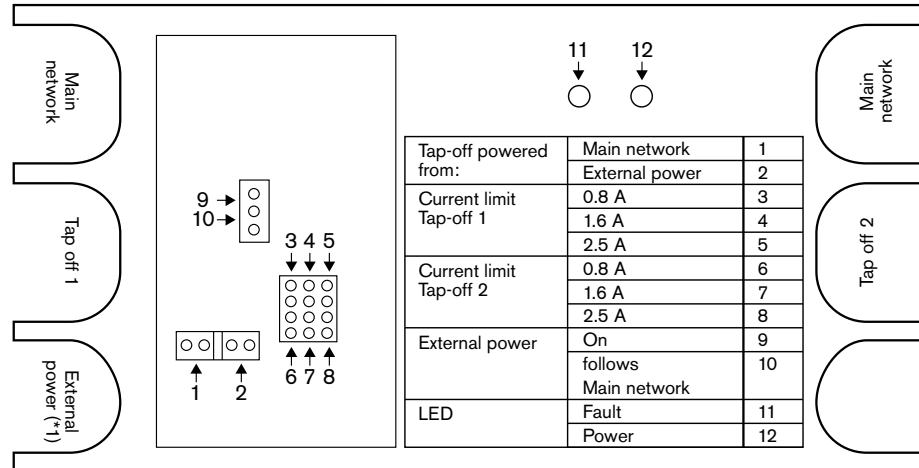 Main
network
Tap off 1
External
power (*1)
9
10
3 4 5
6 7 8
1 2
11 12
Tap-off powered from: Main network 1
External power 2
Current limit Tap-off 1 0.8 A 3
1.6 A 4
2.5 A 5
Current limit Tap-off 2 0.8 A 6
1.6 A 7
2.5 A 8
External power On 9
follows Main network 10
LED Fault 11
Power 12
Main
network
Tap off 2